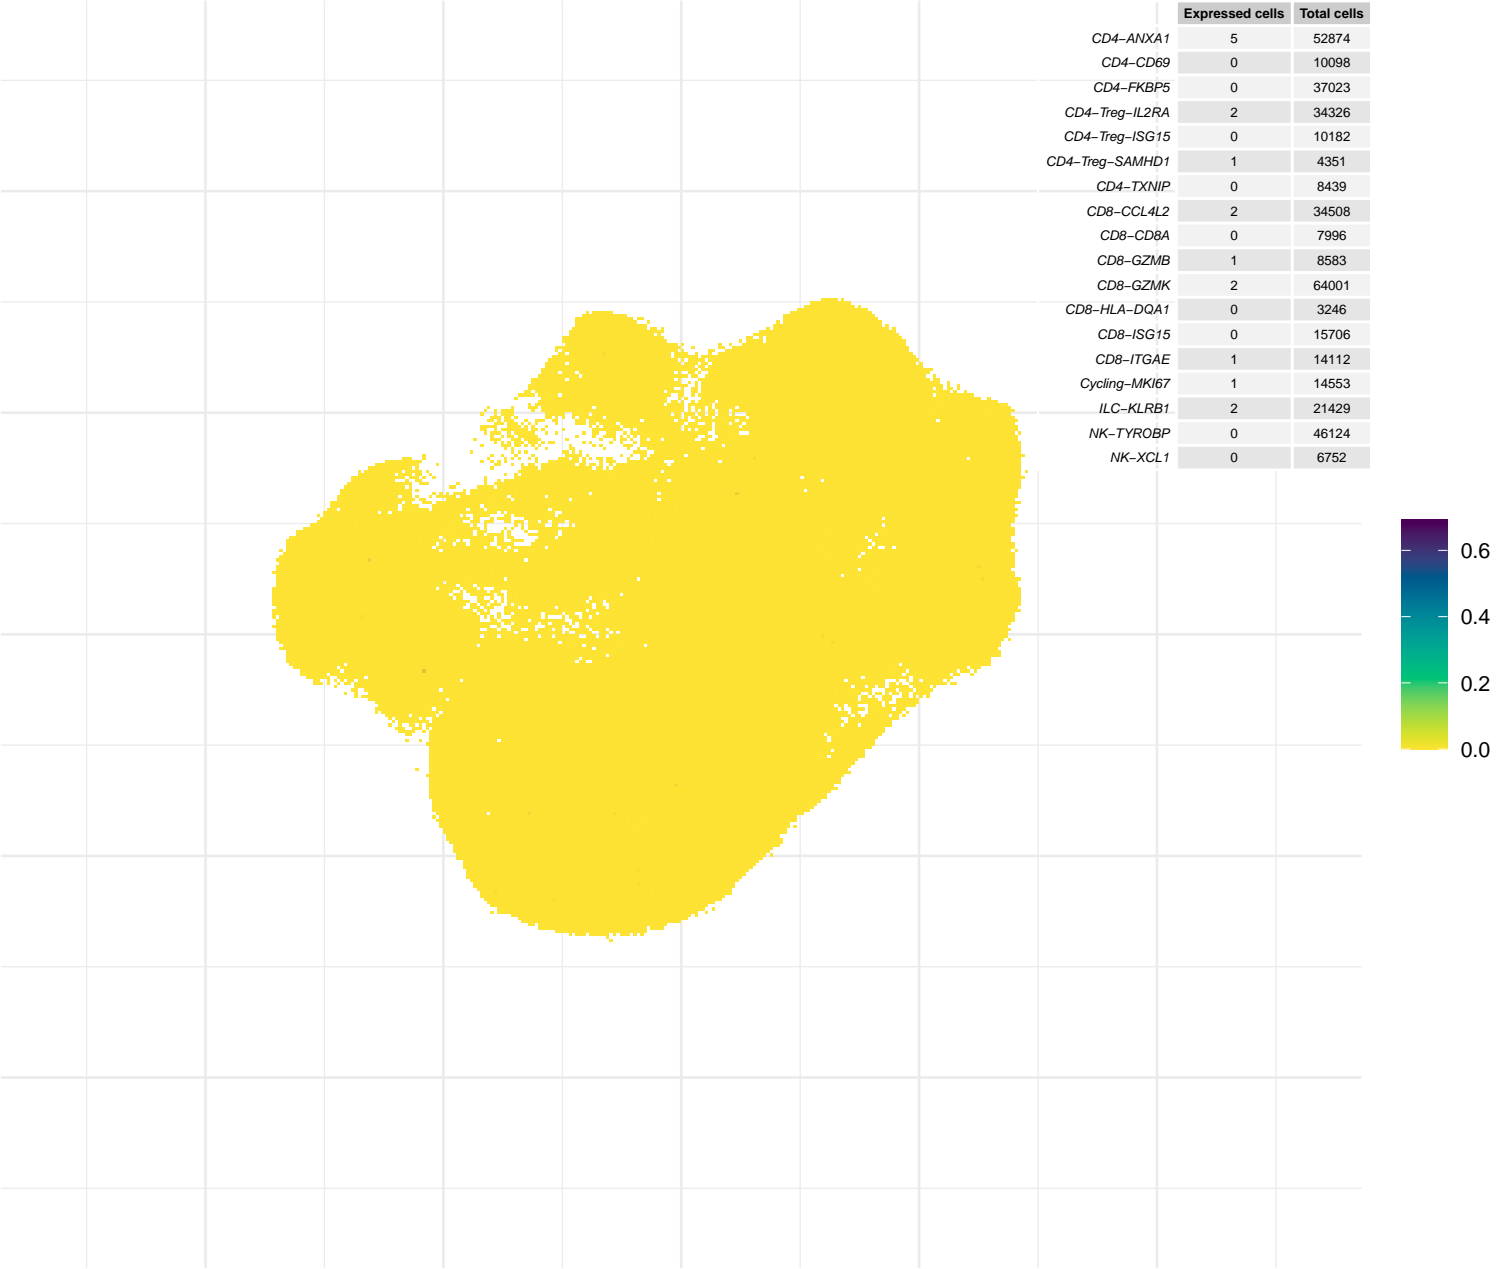 Expressed cells Total cells
CD4−ANXA1 5 52874
CD4−CD69 0 10098
CD4−FKBP5 0 37023
CD4−Treg−IL2RA 2 34326
CD4−Treg−ISG15 0 10182
CD4−Treg−SAMHD1 1 4351
CD4−TXNIP 0 8439
CD8−CCL4L2 2 34508
CD8−CD8A 0 7996
CD8−GZMB 1 8583
CD8−GZMK 2 64001
CD8−HLA−DQA1 0 3246
CD8−ISG15 0 15706
CD8−ITGAE 1 14112
Cycling−MKI67 1 14553
ILC−KLRB1 2 21429
NK−TYROBP 0 46124
NK−XCL1 0 6752
0.6
0.4
0.2
0.0